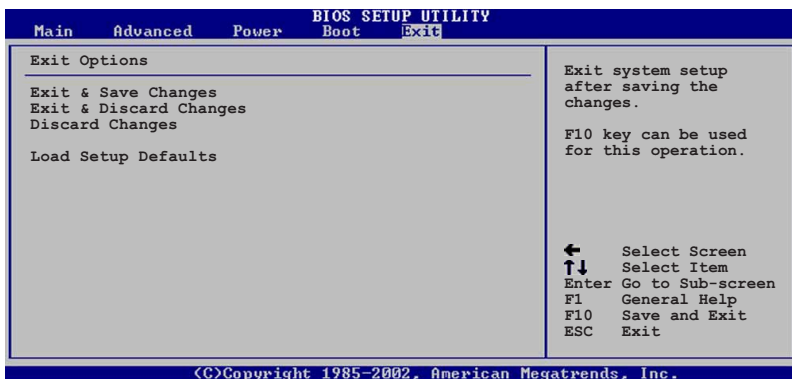 BIOS SETUP UTILITY
Main Advanced Power Boot Exit
Exit Options
Exit & Save Changes
Exit & Discard Changes
Discard Changes
Load Setup Defaults
Exit system setup
after saving the
changes.
F10 key can be used
for this operation.
← Select Screen
↑↓ Select Item
Enter Go to Sub-screen
F1 General Help
F10 Save and Exit
ESC Exit
(C)Copyright 1985-2002, American Megatrends, Inc.